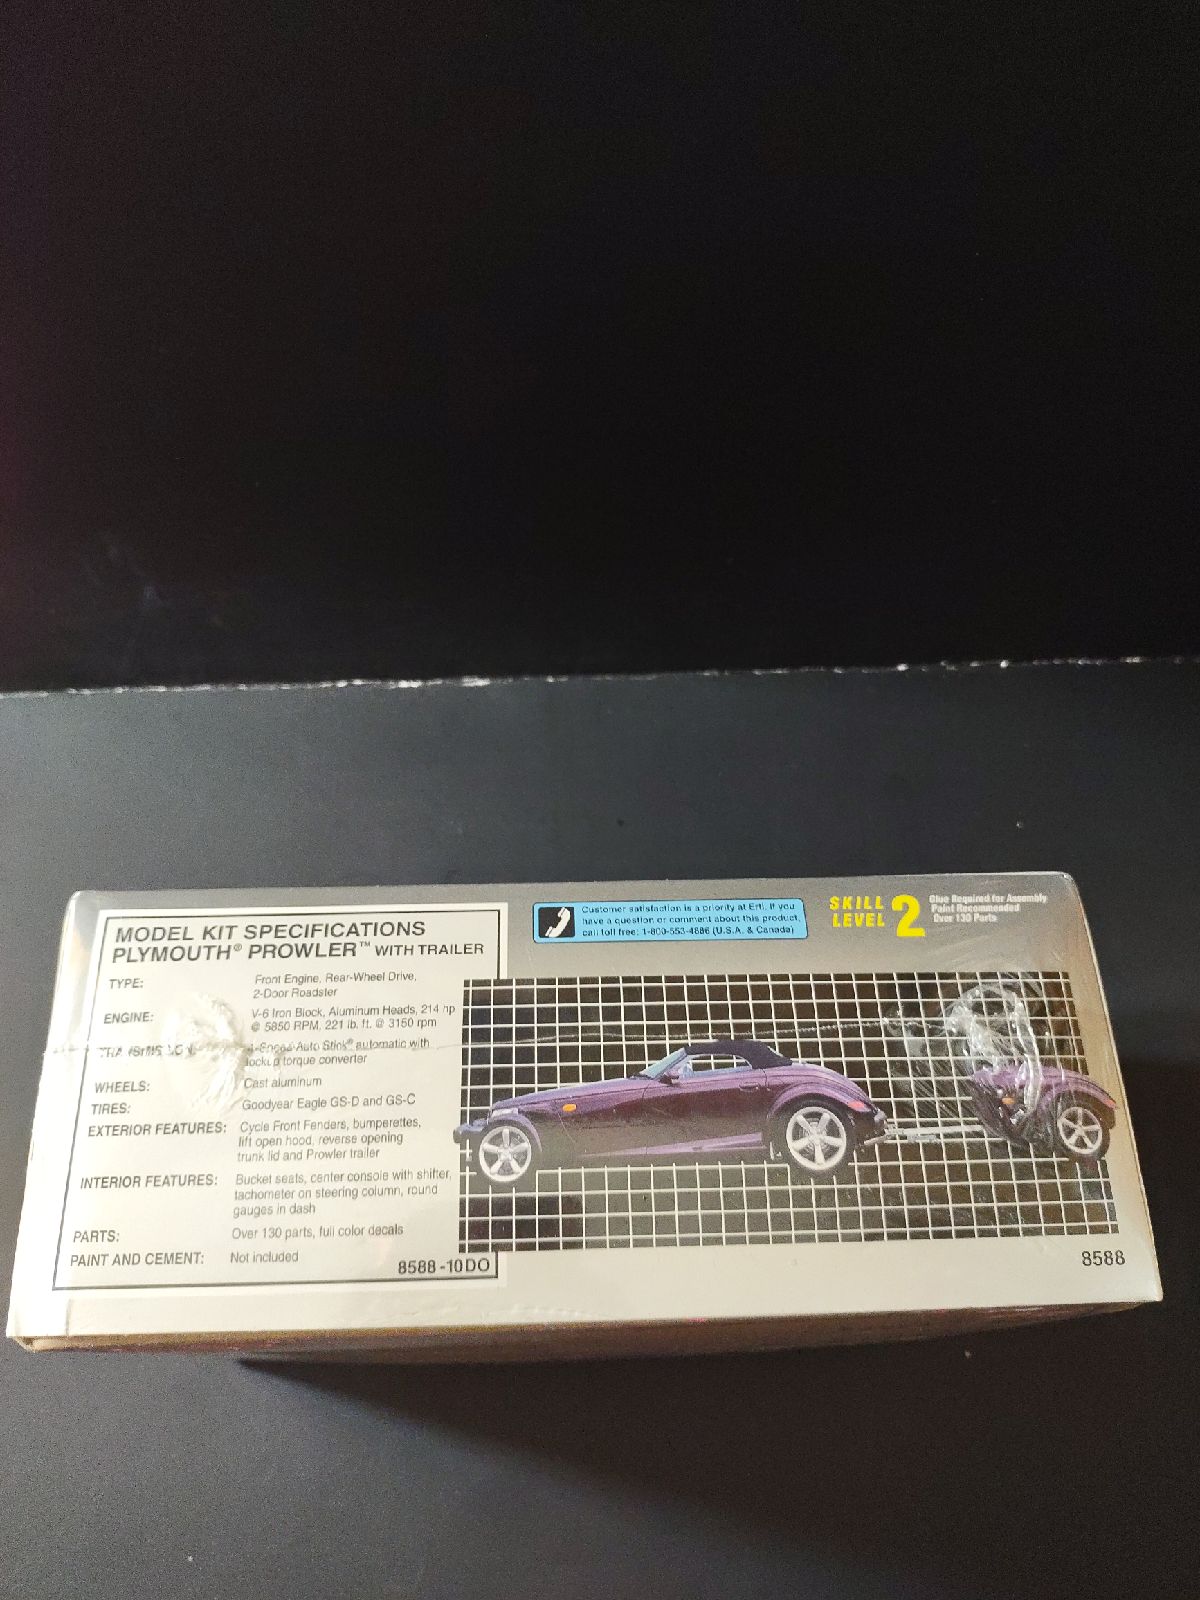 MODEL KIT SPECIFICATIONS
PLYMOUTH® PROWLER™ WITH TRAILER
TYPE: Front Engine, Rear-Wheel Drive,
2-Door Roadster
ENGINE: V-6 Iron Block, Aluminum Heads, 214 hp
@ 5850 RPM, 221 lb. ft. @ 3150 rpm
TRANSMISSION: 4-Speed Auto Stick® automatic with
lockup torque converter
WHEELS: Cast aluminum
TIRES: Goodyear Eagle GS-D and GS-C
EXTERIOR FEATURES: Cycle Front Fenders, bumperettes,
lift open hood, reverse opening
trunk lid and Prowler trailer
INTERIOR FEATURES: Bucket seats, center console with shifter,
tachometer on steering column, round
gauges in dash
PARTS: Over 130 parts, full color decals
PAINT AND CEMENT: Not included
8588-10DO
Customer satisfaction is a priority at Ertl. If you
have a question or comment about this product,
call toll free: 1-800-553-4886 (U.S.A. & Canada)
SKILL
LEVEL 2
Glue Required for Assembly
Paint Recommended
Over 130 Parts
8588